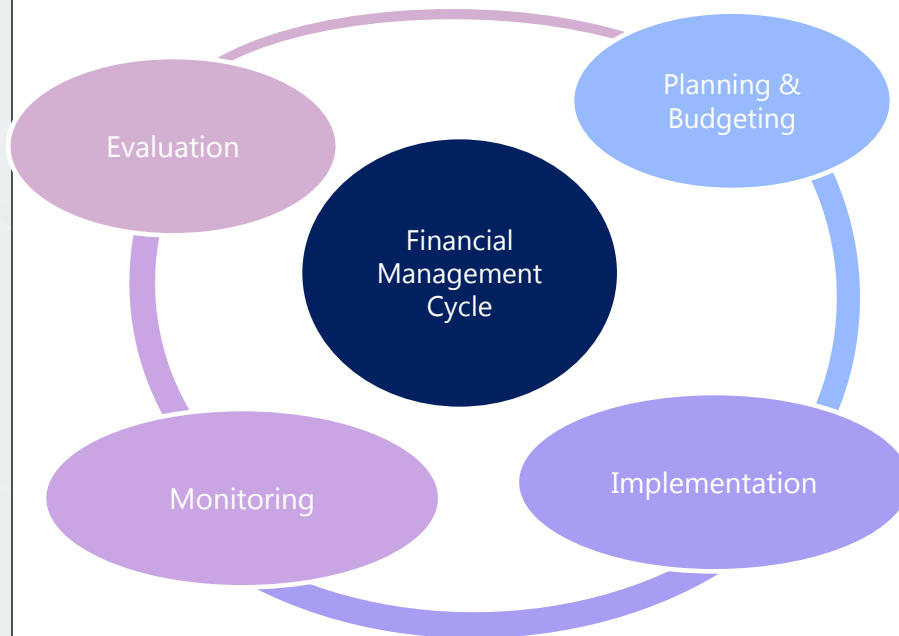 Planning &
Budgeting
Evaluation
Financial
Management
Cycle
Implementation
Monitoring